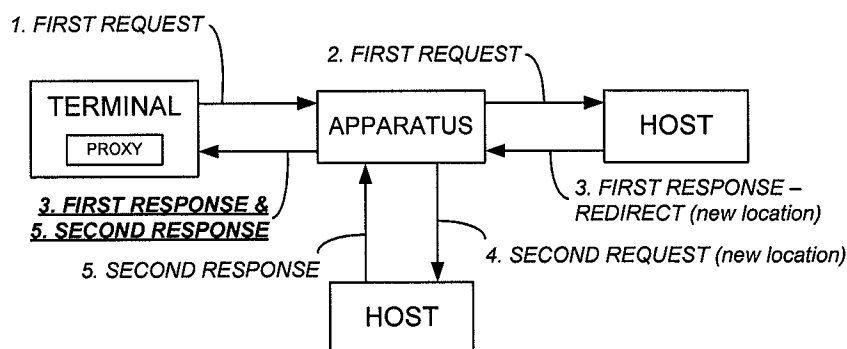 1. FIRST REQUEST
2. FIRST REQUEST
TERMINAL
PROXY
APPARATUS
HOST
3. FIRST RESPONSE &
5. SECOND RESPONSE
3. FIRST RESPONSE –
REDIRECT (new location)
5. SECOND RESPONSE
4. SECOND REQUEST (new location)
HOST